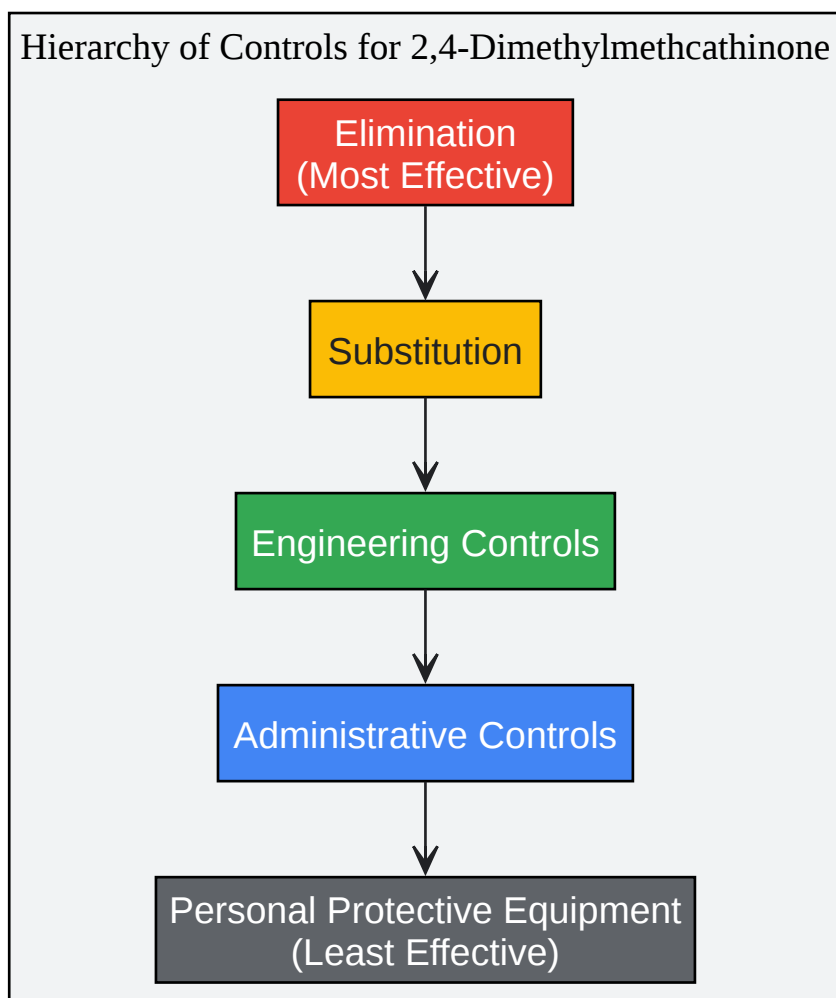 Hierarchy of Controls for 2,4-Dimethylmethcathinone
Elimination
(Most Effective)
Substitution
Engineering Controls
Administrative Controls
Personal Protective Equipment
(Least Effective)